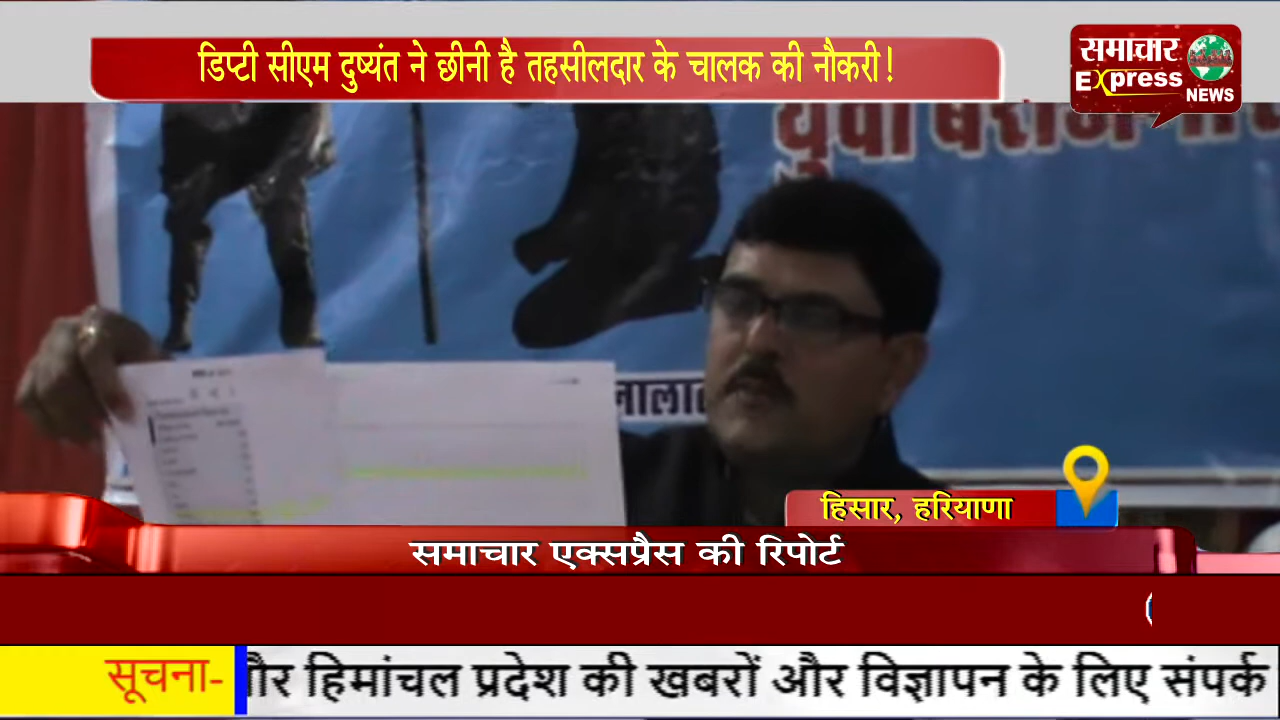 डिप्टी सीएम दुष्यंत ने छीनी है तहसीलदार के चालक की नौकरी!
समाचार
Express
NEWS
युवा
हिसार, हरियाणा
समाचार एक्सप्रैस की रिपोर्ट
सूचना-
हिमांचल प्रदेश की खबरों और विज्ञापन के लिए संपर्क